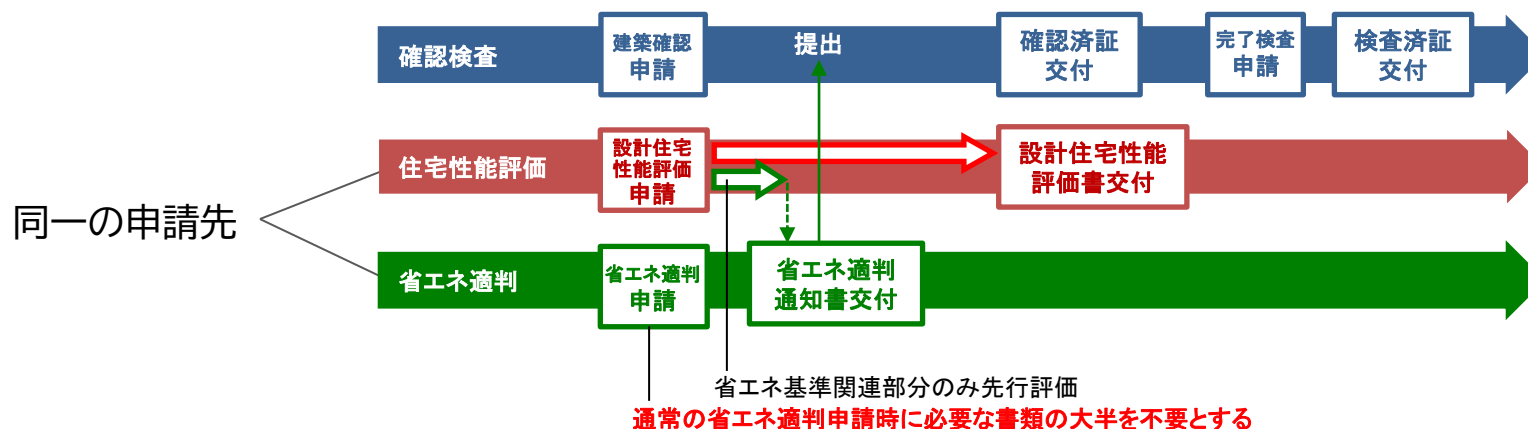 確認検査
建築確認
申請
提出
確認済証
交付
完了検査
申請
検査済証
交付
住宅性能評価
設計住宅
性能評価
申請
設計住宅性能
評価書交付
同一の申請先
省エネ適判
省エネ適判
申請
省エネ適判
通知書交付
省エネ基準関連部分のみ先行評価
通常の省エネ適判申請時に必要な書類の大半を不要とする